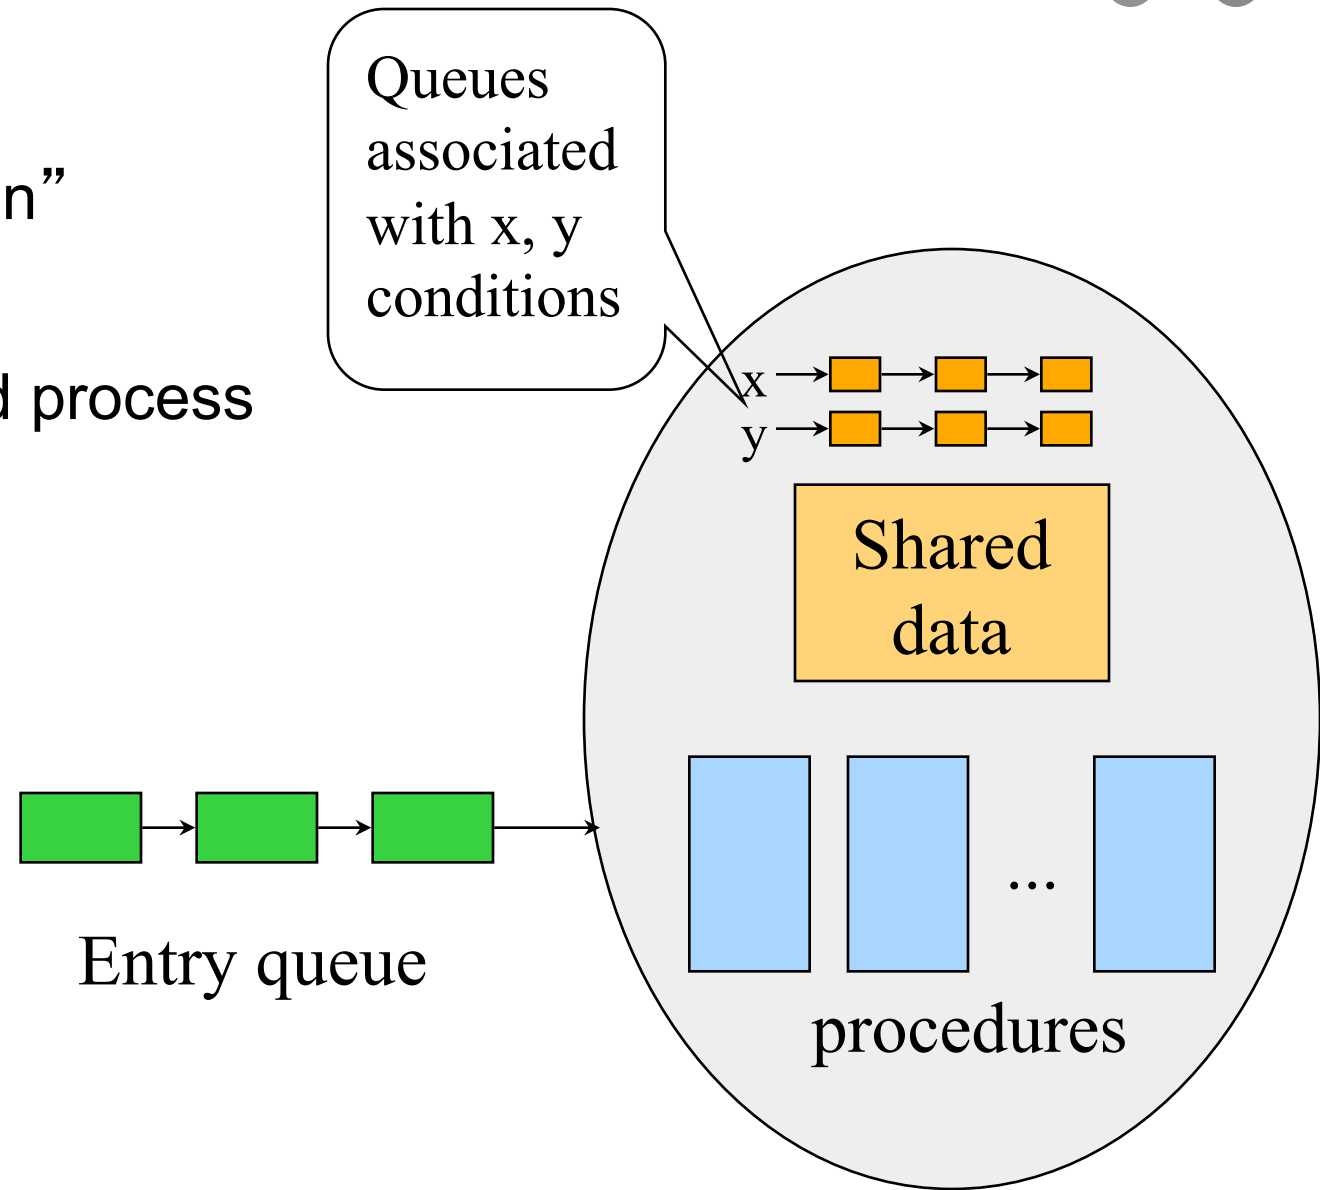 Queues
associated
with x, y
conditions
n”
d process
x
y
Shared
data
...
Entry queue
procedures